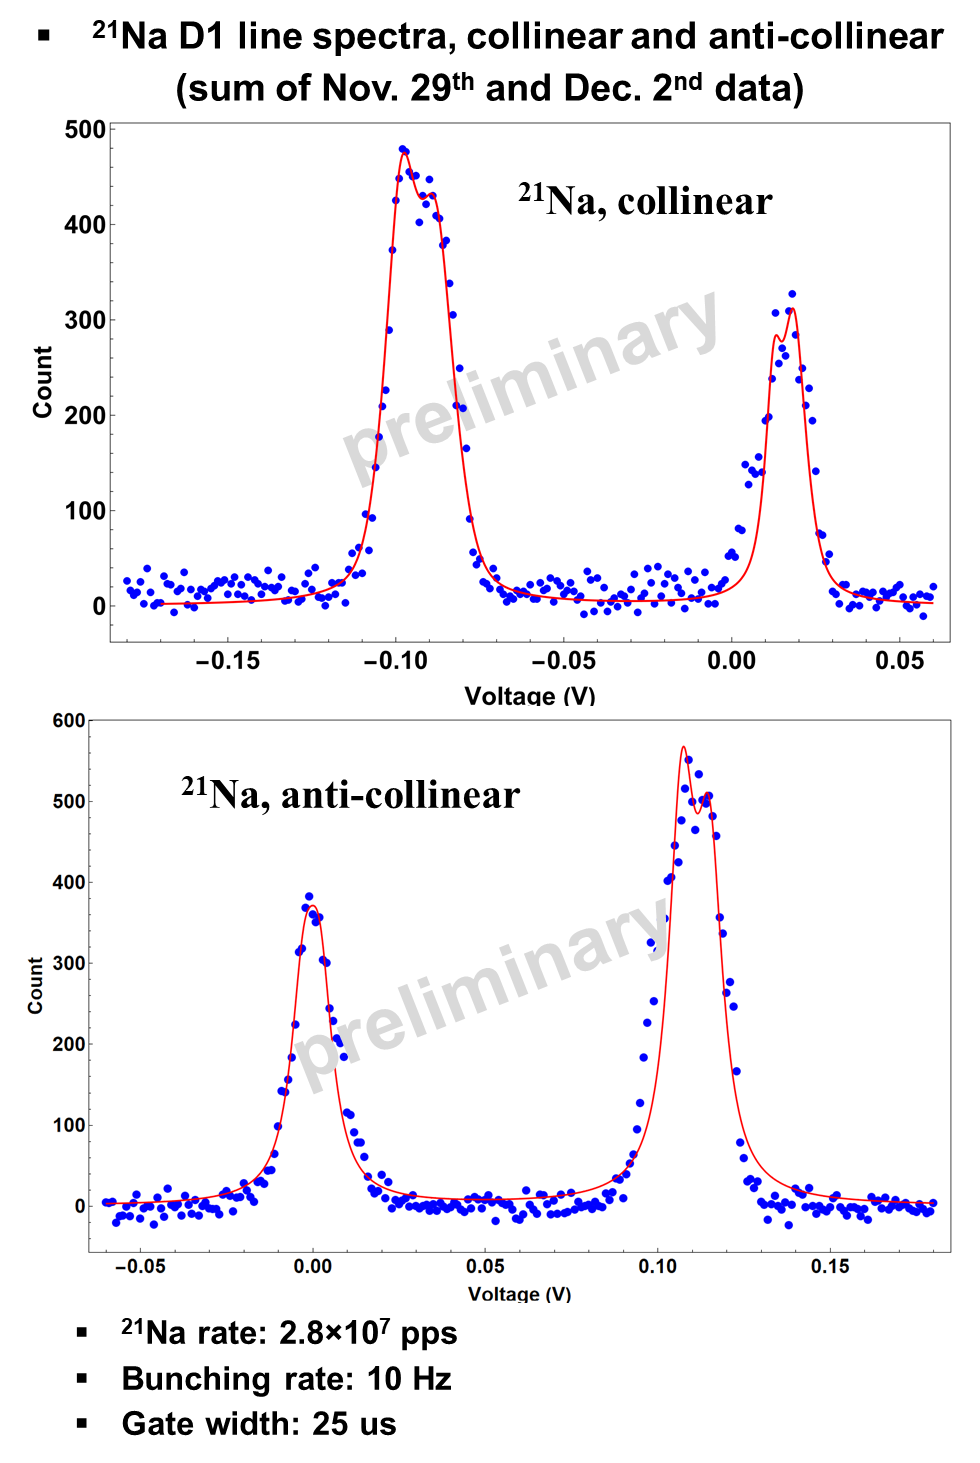 ▪ ²¹Na D1 line spectra, collinear and anti-collinear
(sum of Nov. 29ᵗʰ and Dec. 2ⁿᵈ data)
500
400
300
200
100
0
Count
²¹Na, collinear
preliminary
−0.15 −0.10 −0.05 0.00 0.05
Voltage (V)
600
500
400
300
200
100
0
Count
²¹Na, anti-collinear
preliminary
−0.05 0.00 0.05 0.10 0.15
Voltage (V)
▪ ²¹Na rate: 2.8×10⁷ pps
▪ Bunching rate: 10 Hz
▪ Gate width: 25 us